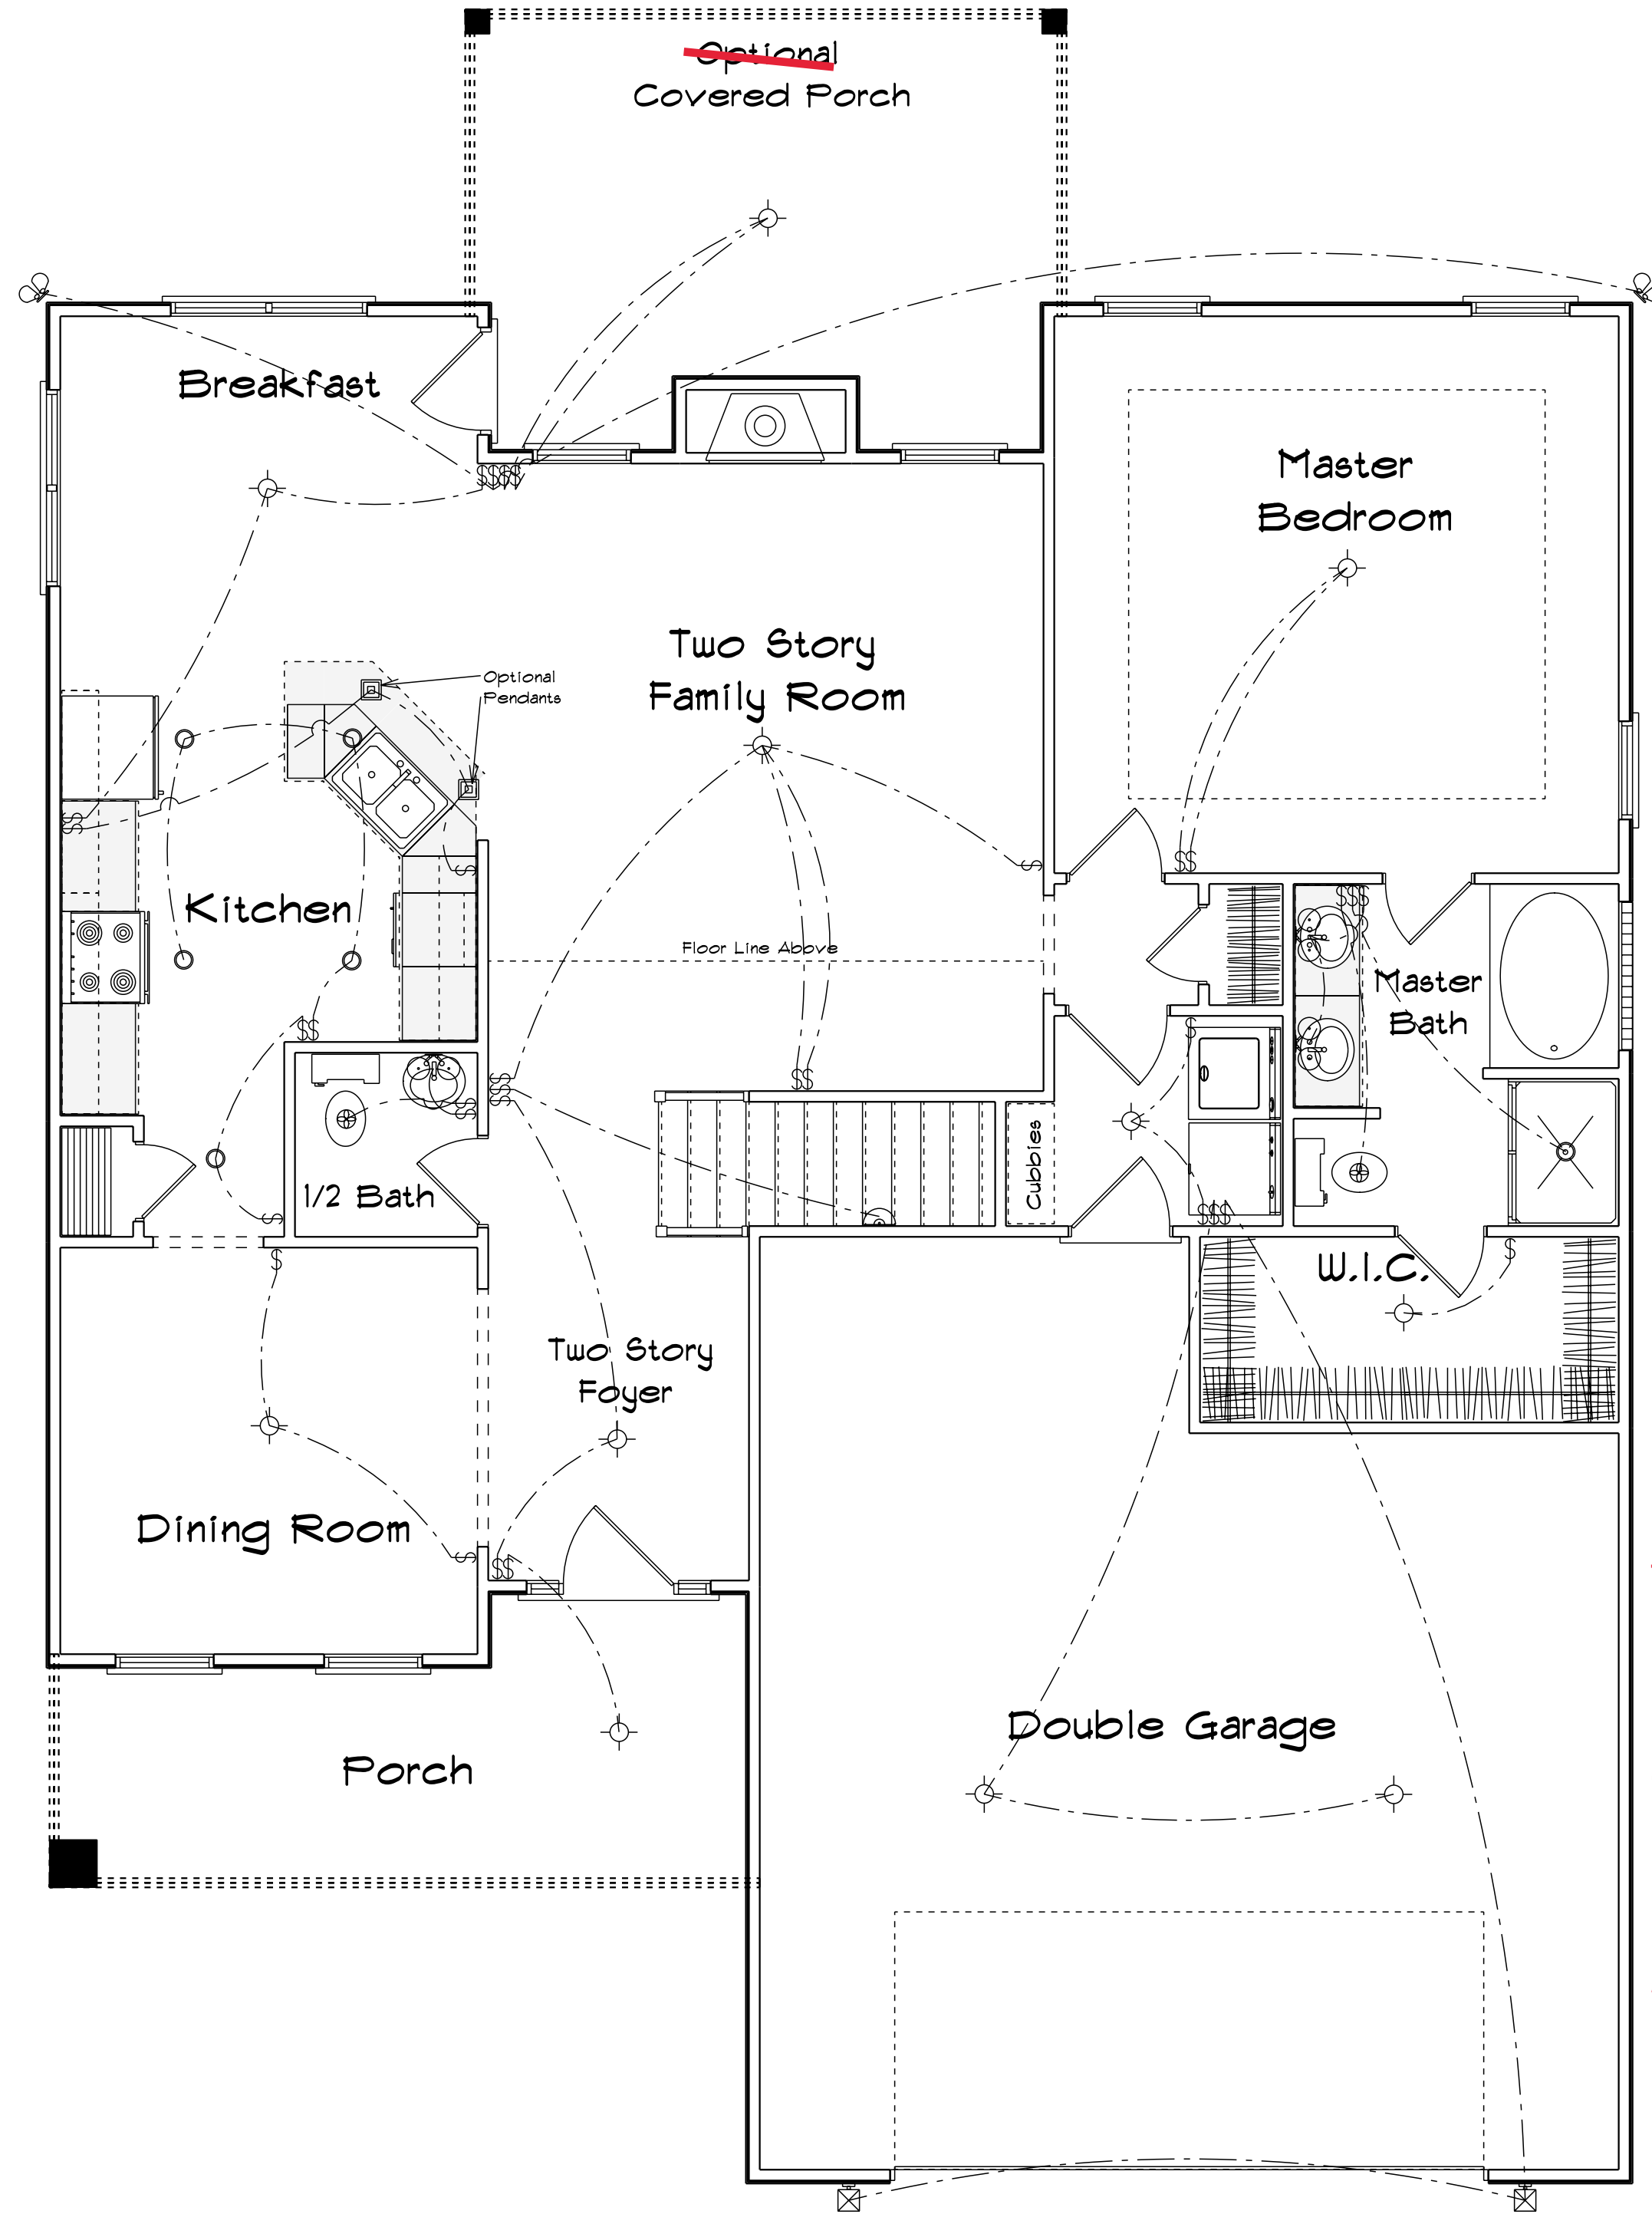 Optional
Covered Porch
Breakfast
Master
Bedroom
Two Story
Family Room
Optional
Pendants
Kitchen
Floor Line Above
Master
Bath
Cubbies
1/2 Bath
W.I.C.
Two Story
Foyer
Dining Room
Double Garage
Porch